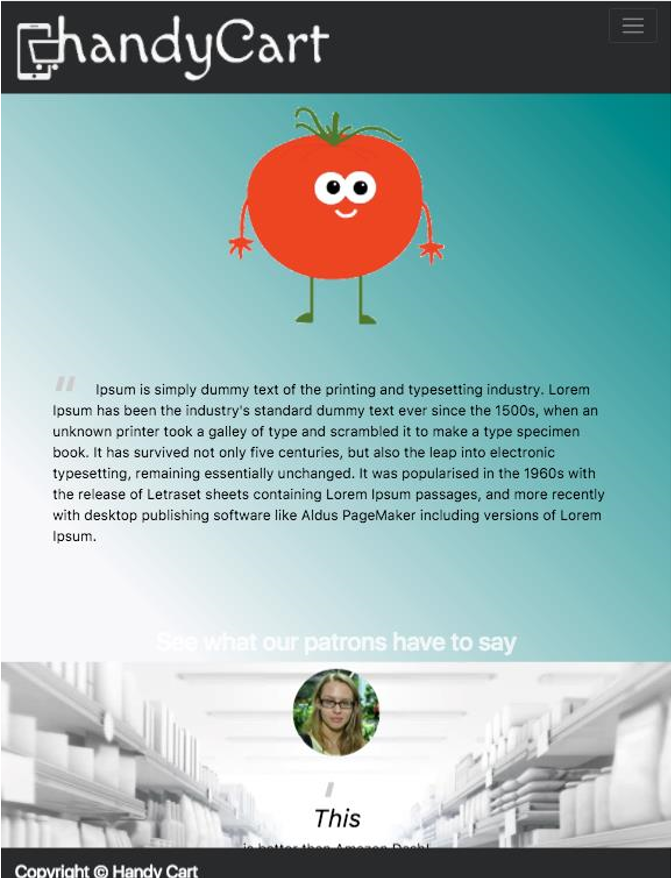 handyCart
" Ipsum is simply dummy text of the printing and typesetting industry. Lorem
Ipsum has been the industry's standard dummy text ever since the 1500s, when an
unknown printer took a galley of type and scrambled it to make a type specimen
book. It has survived not only five centuries, but also the leap into electronic
typesetting, remaining essentially unchanged. It was popularised in the 1960s with
the release of Letraset sheets containing Lorem Ipsum passages, and more recently
with desktop publishing software like Aldus PageMaker including versions of Lorem
Ipsum.
See what our patrons have to say
'
This
is better than Amazon Dash!
Copyright © Handy Cart